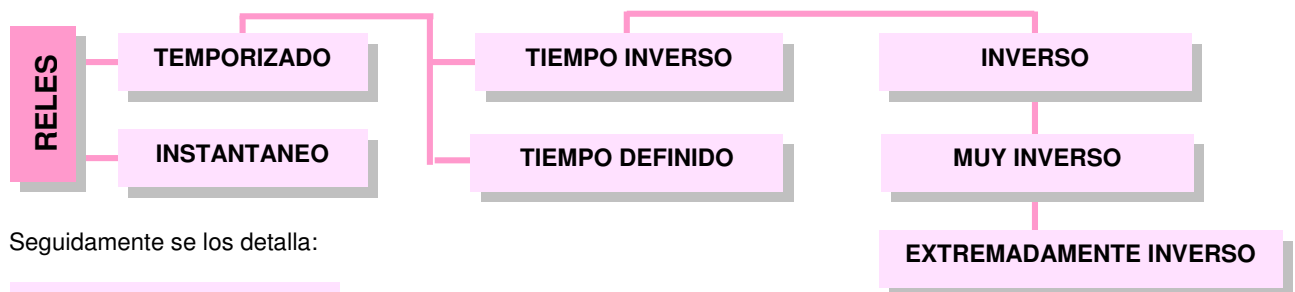 RELES
TEMPORIZADO
INSTANTANEO
TIEMPO INVERSO
TIEMPO DEFINIDO
INVERSO
MUY INVERSO
EXTREMADAMENTE INVERSO
Seguidamente se los detalla: